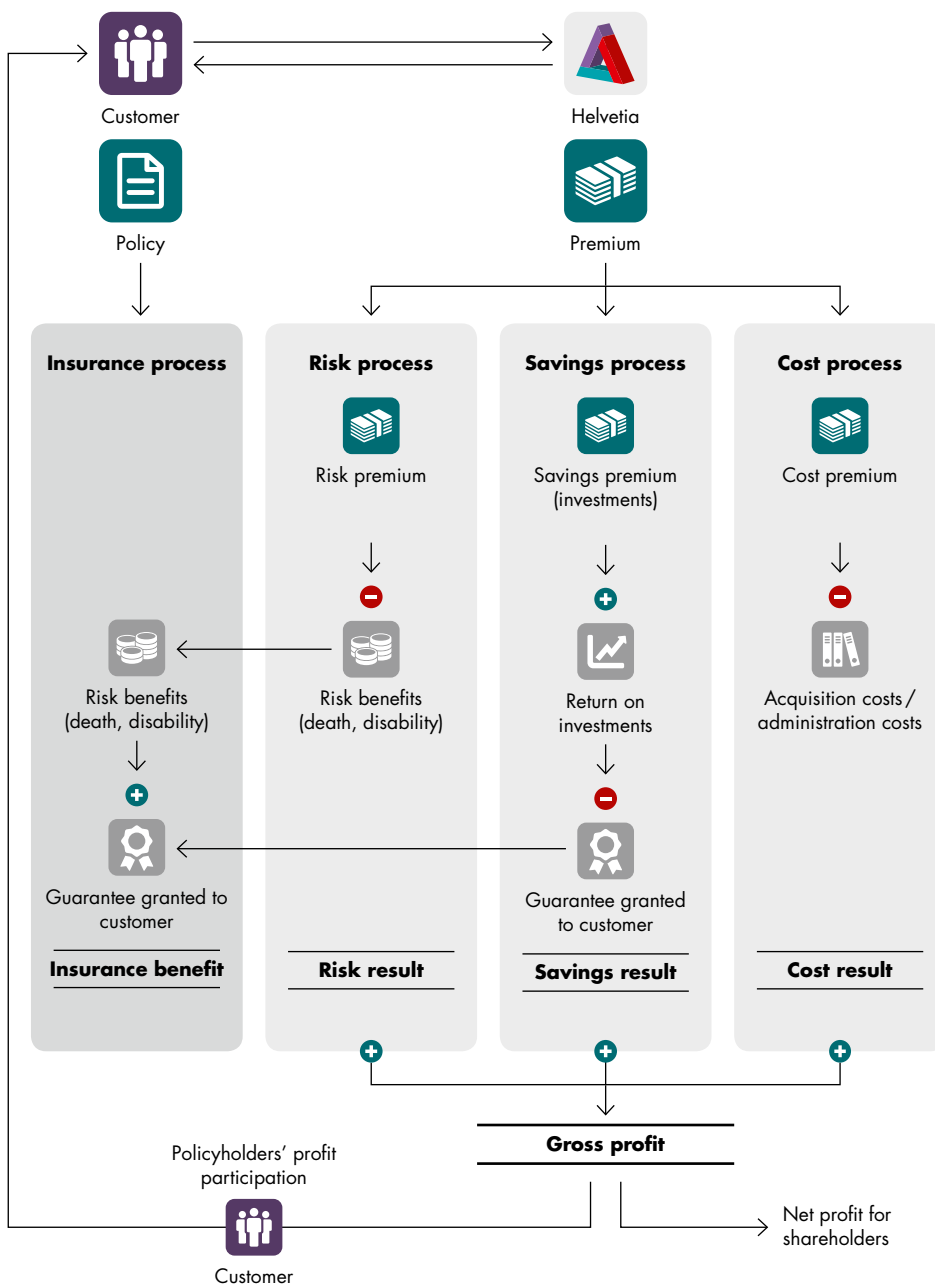 Customer
Helvetia
Policy
Premium
Insurance process
Risk process
Savings process
Cost process
Risk premium
Savings premium
(investments)
Cost premium
Risk benefits
(death, disability)
Risk benefits
(death, disability)
Return on
investments
Acquisition costs /
administration costs
Guarantee granted to
customer
Guarantee granted
to customer
Insurance benefit
Risk result
Savings result
Cost result
Gross profit
Policyholders’ profit
participation
Customer
Net profit for
shareholders